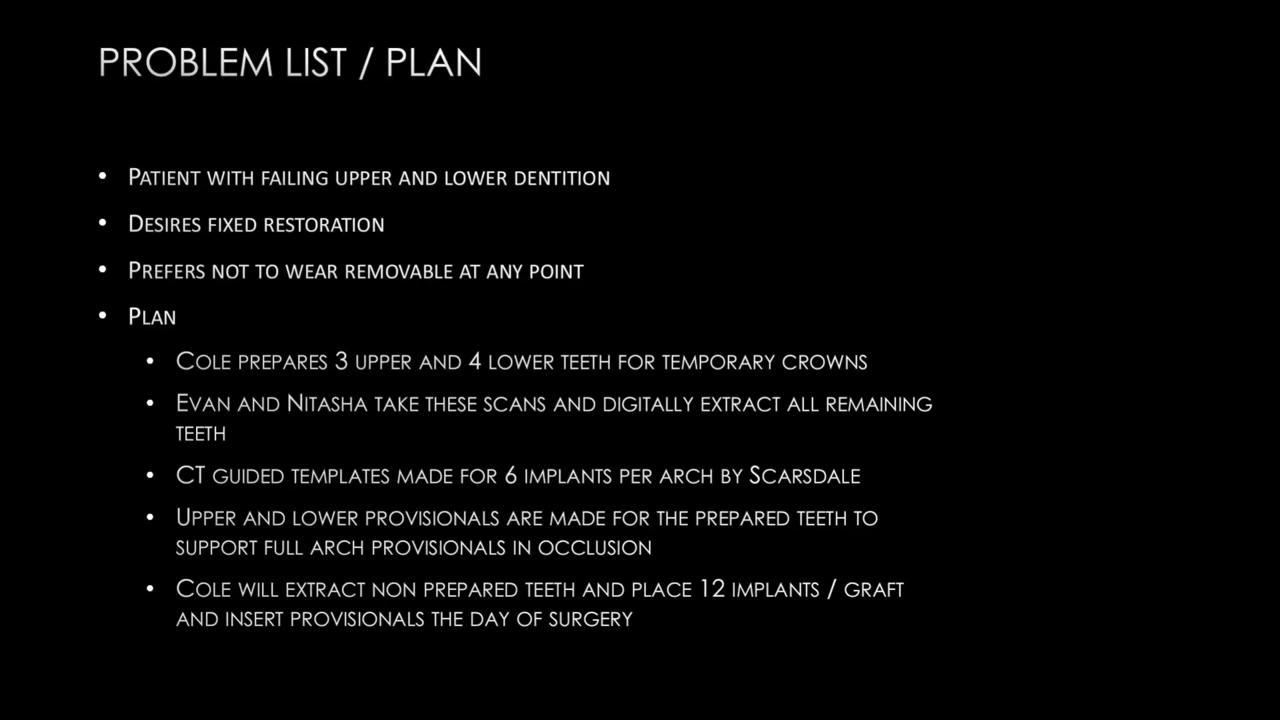 PROBLEM LIST / PLAN
• PATIENT WITH FAILING UPPER AND LOWER DENTITION
• DESIRES FIXED RESTORATION
• PREFERS NOT TO WEAR REMOVABLE AT ANY POINT
• PLAN
• COLE PREPARES 3 UPPER AND 4 LOWER TEETH FOR TEMPORARY CROWNS
• EVAN AND NITASHA TAKE THESE SCANS AND DIGITALLY EXTRACT ALL REMAINING
TEETH
• CT GUIDED TEMPLATES MADE FOR 6 IMPLANTS PER ARCH BY SCARSDALE
• UPPER AND LOWER PROVISIONALS ARE MADE FOR THE PREPARED TEETH TO
SUPPORT FULL ARCH PROVISIONALS IN OCCLUSION
• COLE WILL EXTRACT NON PREPARED TEETH AND PLACE 12 IMPLANTS / GRAFT
AND INSERT PROVISIONALS THE DAY OF SURGERY